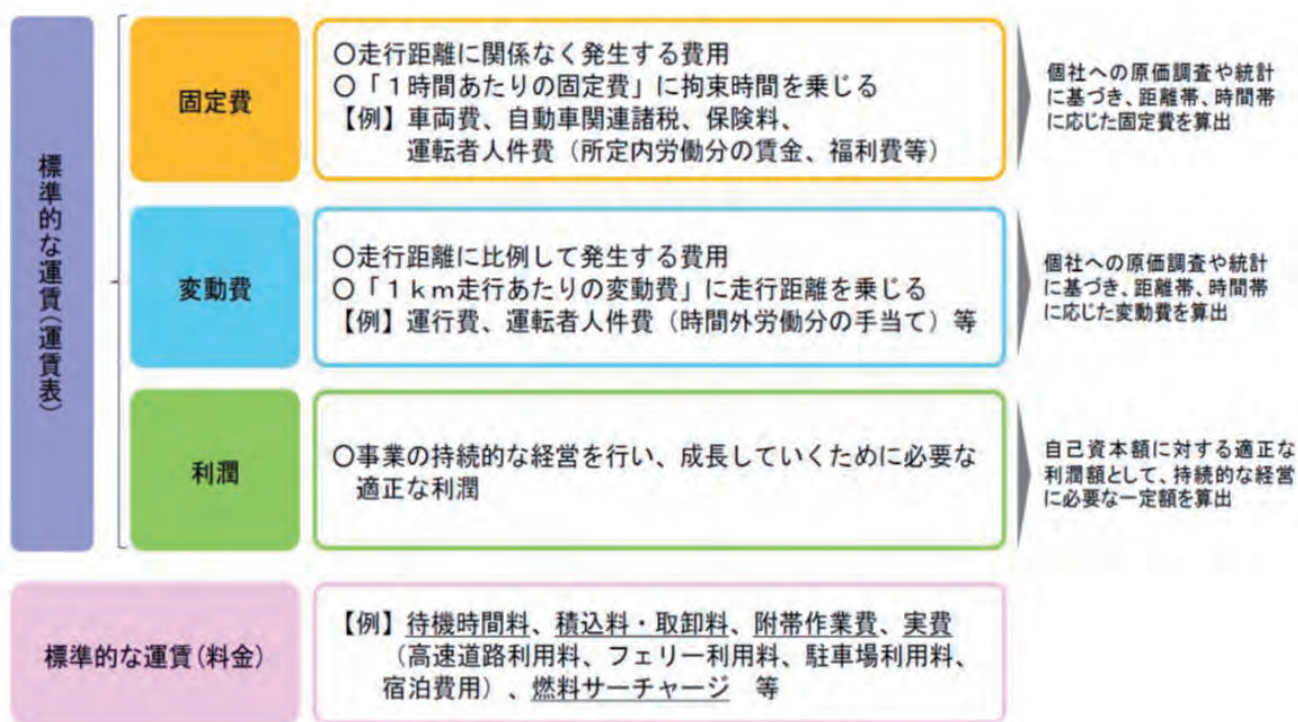 標準的な運賃(運賃表)
固定費
〇走行距離に関係なく発生する費用
〇「1時間あたりの固定費」に拘束時間を乗じる
【例】車両費、自動車関連諸税、保険料、
運転者人件費(所定内労働分の賃金、福利費等)
個社への原価調査や統計
に基づき、距離帯、時間帯
に応じた固定費を算出
変動費
〇走行距離に比例して発生する費用
〇「1km走行あたりの変動費」に走行距離を乗じる
【例】運行費、運転者人件費(時間外労働分の手当て)等
個社への原価調査や統計
に基づき、距離帯、時間帯
に応じた変動費を算出
利潤
〇事業の持続的な経営を行い、成長していくために必要な
適正な利潤
自己資本額に対する適正な
利潤額として、持続的な経営
に必要な一定額を算出
標準的な運賃(料金)
【例】待機時間料、積込料・取卸料、附帯作業費、実費
(高速道路利用料、フェリー利用料、駐車場利用料、
宿泊費用)、燃料サーチャージ 等